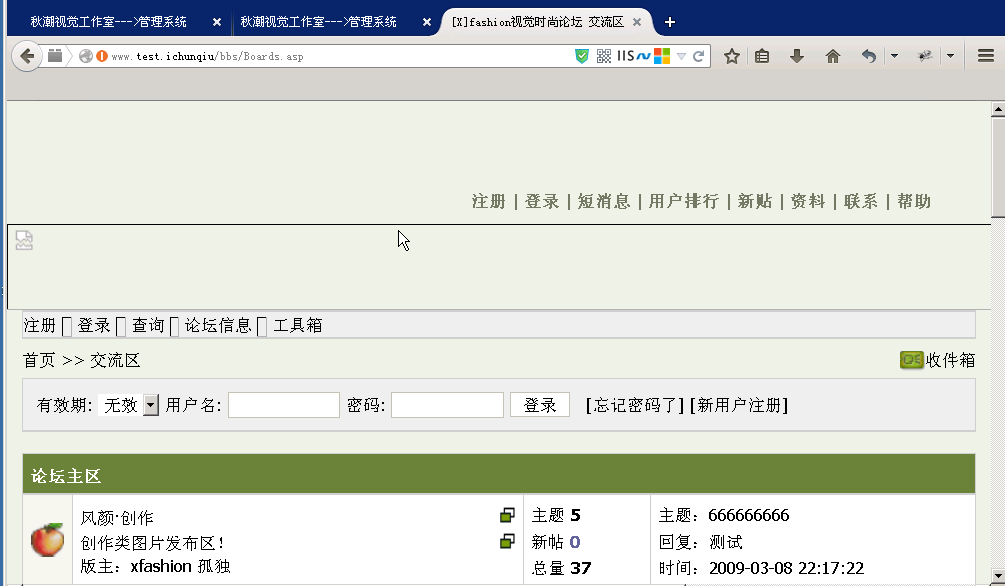 秋潮视觉工作室--->管理系统
秋潮视觉工作室--->管理系统
[X]fashion视觉时尚论坛 交流区
www.test.ichunqiu/bbs/Boards.asp
IIS
注册 | 登录 | 短消息 | 用户排行 | 新贴 | 资料 | 联系 | 帮助
注册 登录 查询 论坛信息 工具箱
首页 >> 交流区
收件箱
有效期: 无效 用户名: 密码: 登录 [忘记密码了] [新用户注册]
论坛主区
风颜·创作
创作类图片发布区!
版主: xfashion 孤独
主题 5
新帖 0
总量 37
主题: 666666666
回复: 测试
时间: 2009-03-08 22:17:22